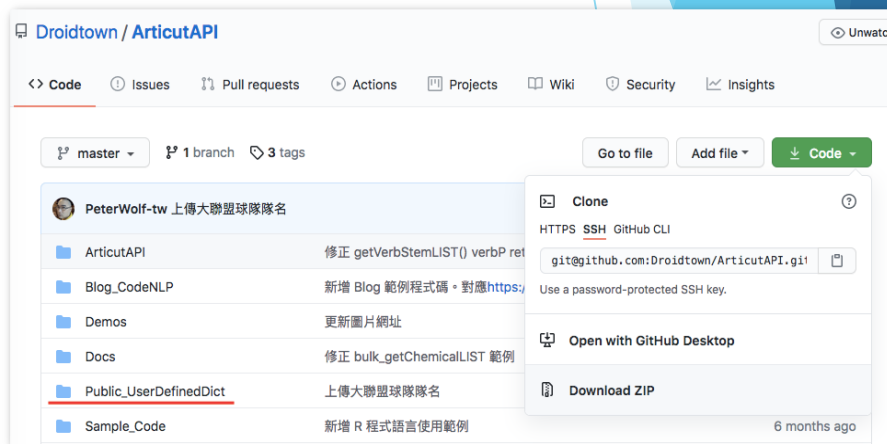 Droidtown / ArticutAPI
Unwatc
Code Issues Pull requests Actions Projects Wiki Security Insights
master 1 branch 3 tags Go to file Add file Code
PeterWolf-tw 上傳大聯盟球隊隊名
Clone
HTTPS SSH GitHub CLI
ArticutAPI 修正 getVerbStemLIST() verbP ret
git@github.com:Droidtown/ArticutAPI.git
Blog_CodeNLP 新增 Blog 範例程式碼。對應https:/
Use a password-protected SSH key.
Demos 更新圖片網址
Open with GitHub Desktop
Docs 修正 bulk_getChemicalLIST 範例
Public_UserDefinedDict 上傳大聯盟球隊隊名
Download ZIP
Sample_Code 新增 R 程式語言使用範例 6 months ago